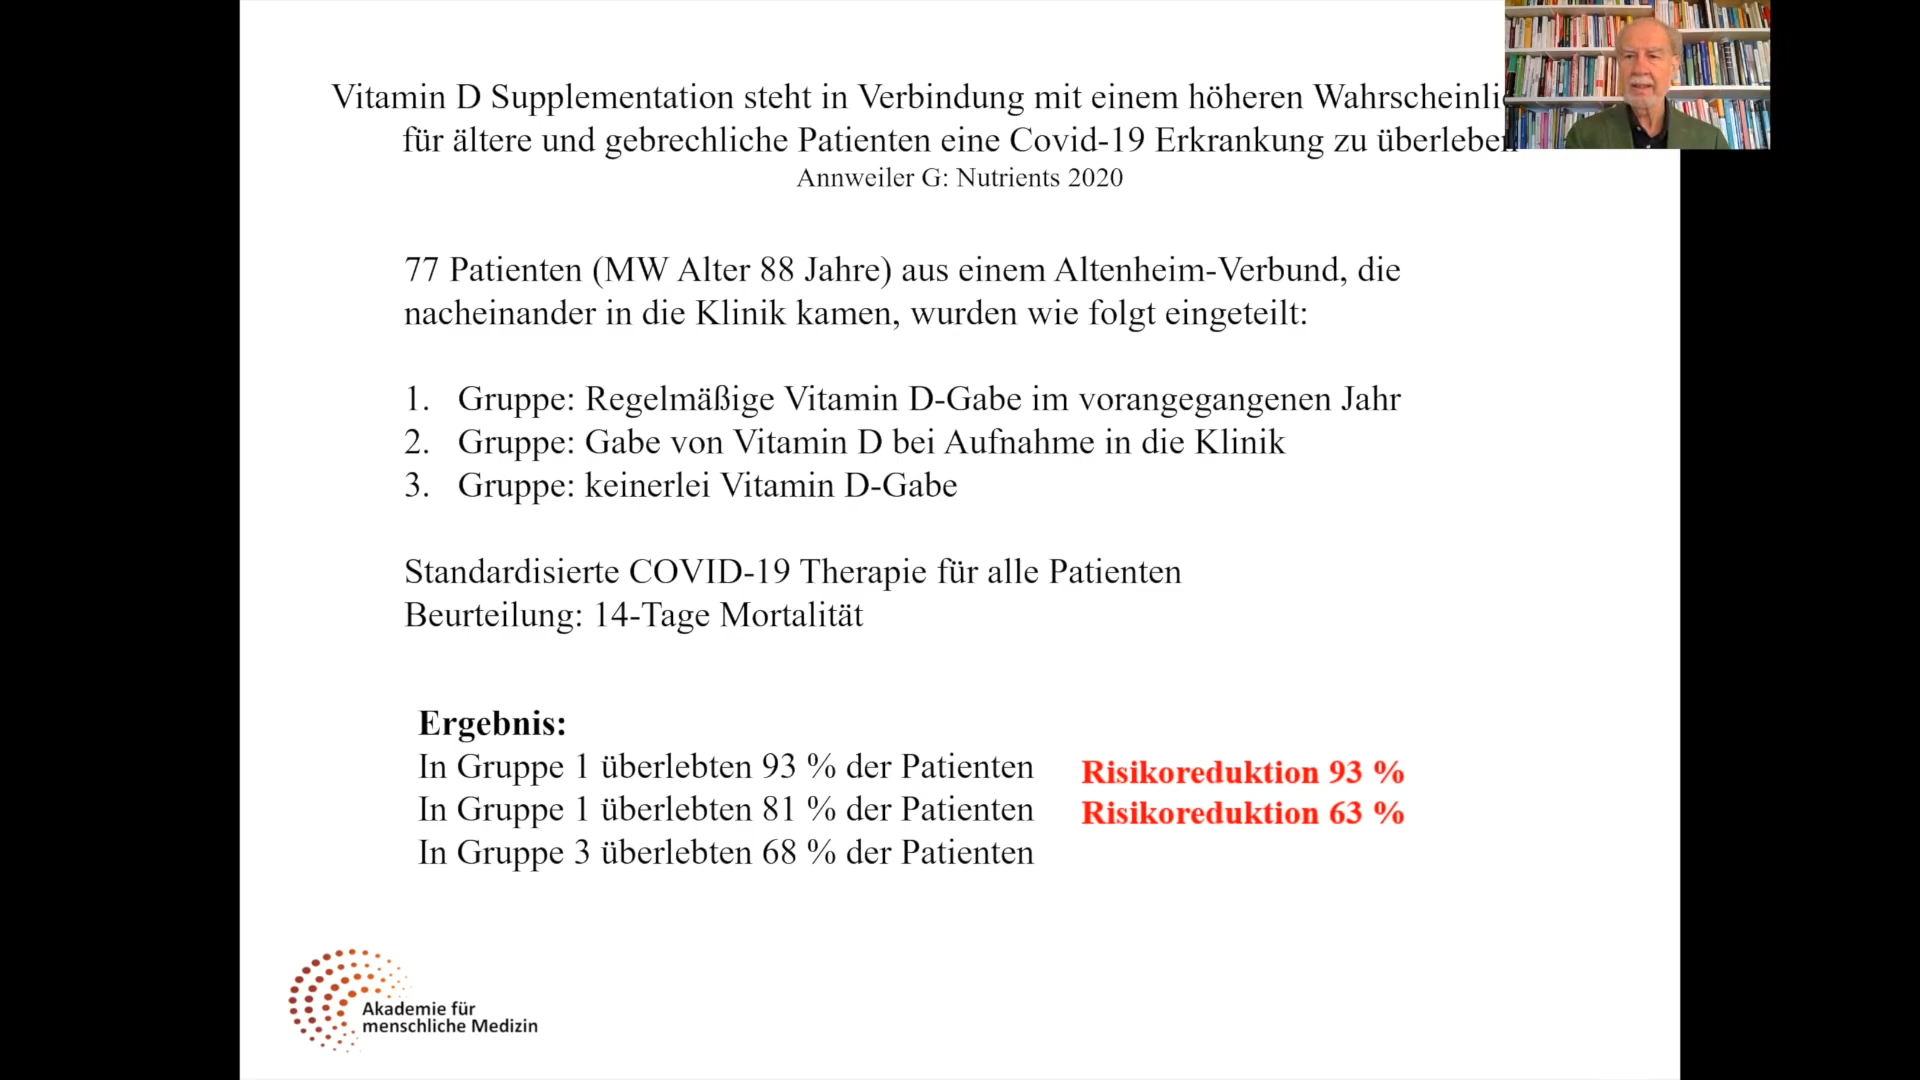 Vitamin D Supplementation steht in Verbindung mit einem höheren
für ältere und gebrechliche Patienten eine Covid-19 Erkrankung zu überleben
Annweiler G: Nutrients 2020
77 Patienten (MW Alter 88 Jahre) aus einem Altenheim-Verbund, die
nacheinander in die Klinik kamen, wurden wie folgt eingeteilt:
1. Gruppe: Regelmäßige Vitamin D-Gabe im vorangegangenen Jahr
2. Gruppe: Gabe von Vitamin D bei Aufnahme in die Klinik
3. Gruppe: keinerlei Vitamin D-Gabe
Standardisierte COVID-19 Therapie für alle Patienten
Beurteilung: 14-Tage Mortalität
Ergebnis:
In Gruppe 1 überlebten 93 % der Patienten Risikoreduktion 93 %
In Gruppe 1 überlebten 81 % der Patienten Risikoreduktion 63 %
In Gruppe 3 überlebten 68 % der Patienten
Akademie für
menschliche Medizin